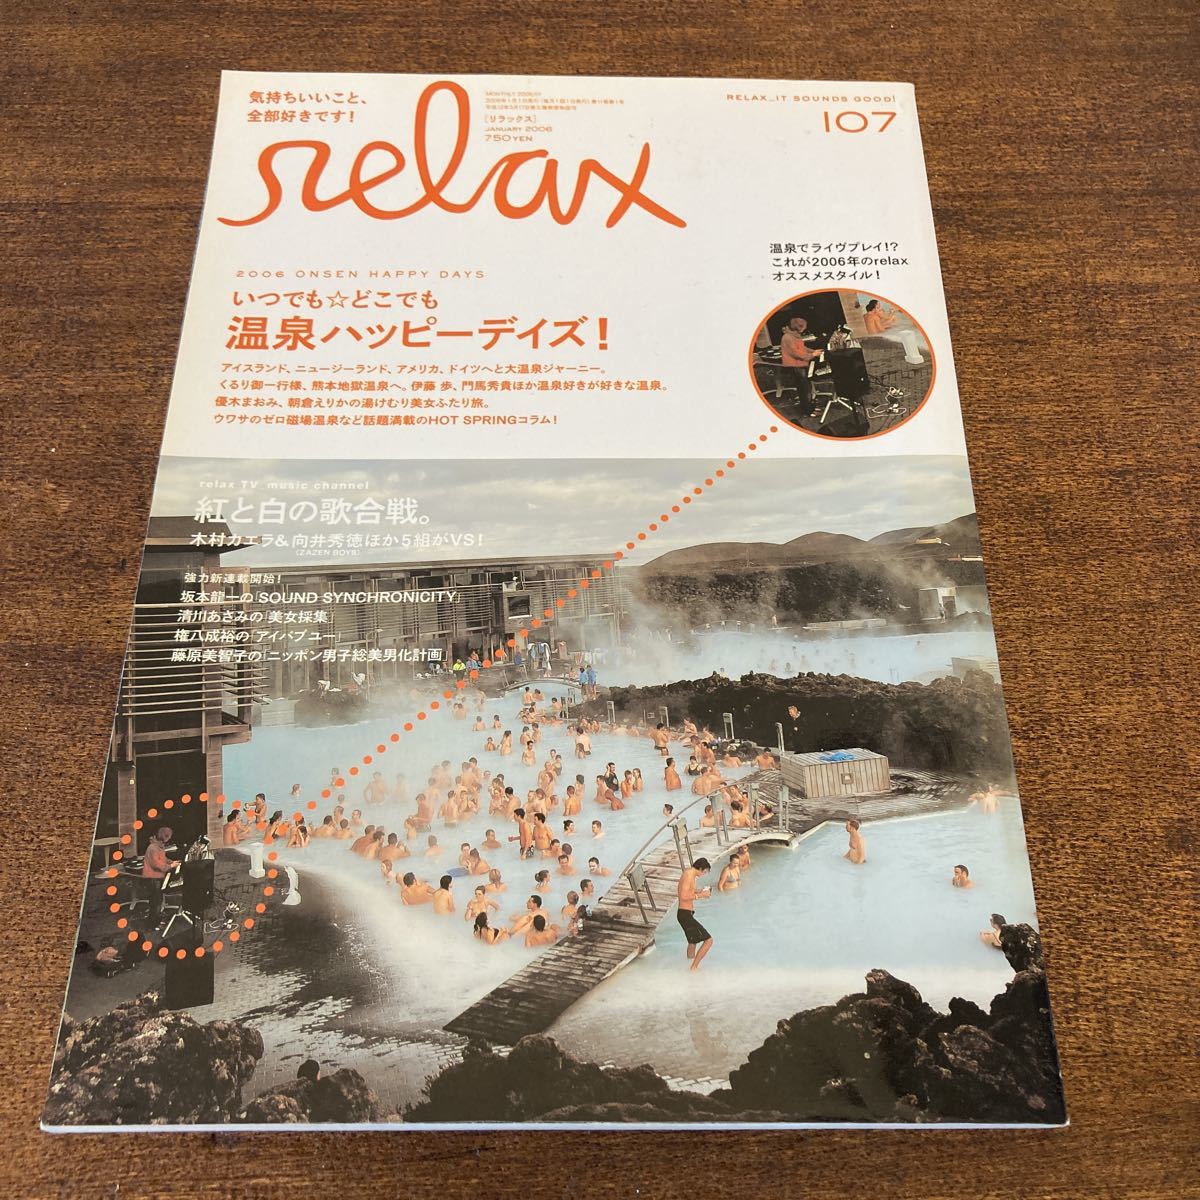 気持ちいいこと、
全部好きです!
relax
MONTHLY 2006/01
[リラックス]
JANUARY 2006
750YEN
RELAX_IT SOUNDS GOOD!
107
温泉でライヴプレイ!?
これが2006年のrelax
オススメスタイル!
2006 ONSEN HAPPY DAYS
いつでも☆どこでも
温泉ハッピーデイズ!
アイスランド、ニュージーランド、アメリカ、ドイツへと大温泉ジャーニー。
くるり御一行様、熊本地獄温泉へ。伊藤 歩、門馬秀貴ほか温泉好きが好きな温泉。
優木まおみ、朝倉えりかの湯けむり美女ふたり旅。
ウワサのゼロ磁場温泉など話題満載のHOT SPRINGコラム!
relax TV_music channel
紅と白の歌合戦。
木村カエラ&向井秀徳ほか5組がVS!
(ZAZEN BOYS)
強力新連載開始!
坂本龍一の「SOUND SYNCHRONICITY」
清川あさみの「美女採集」
権八成裕の「アイバブユー」
藤原美智子の「ニッポン男子総美男化計画」